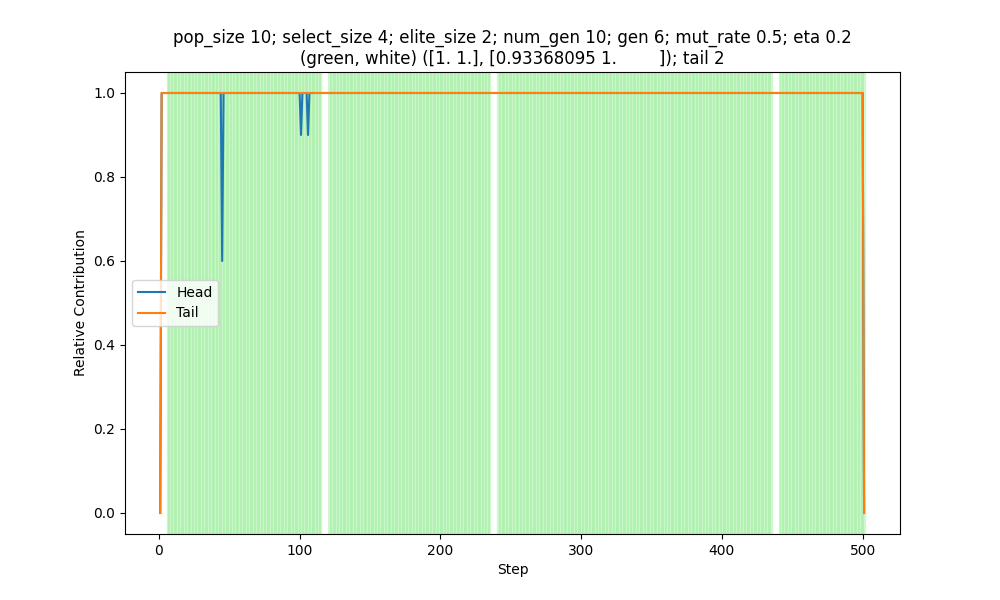 pop_size 10; select_size 4; elite_size 2; num_gen 10; gen 6; mut_rate 0.5; eta 0.2
(green, white) ([1. 1.], [0.93368095 1.        ]); tail 2
1.0
0.8
0.6
0.4
0.2
0.0
Relative Contribution
Head
Tail
0 100 200 300 400 500
Step